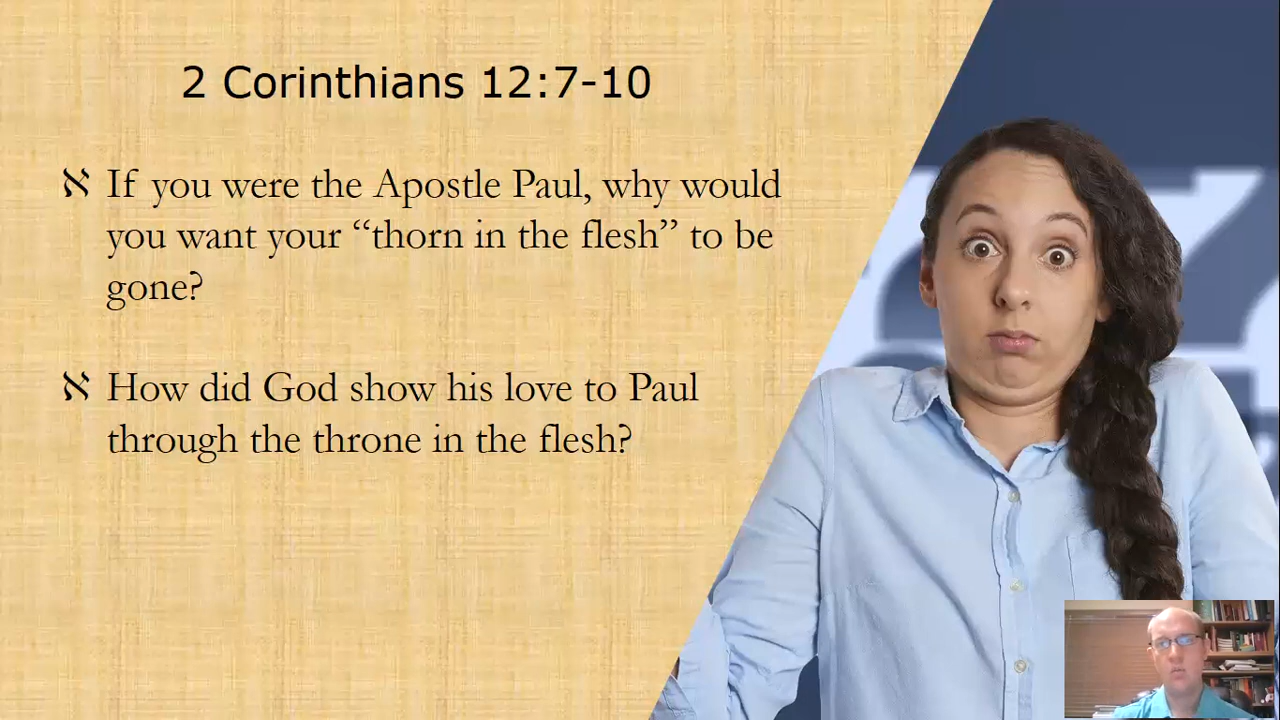 2 Corinthians 12:7-10
ℵ If you were the Apostle Paul, why would
you want your “thorn in the flesh” to be
gone?
ℵ How did God show his love to Paul
through the throne in the flesh?